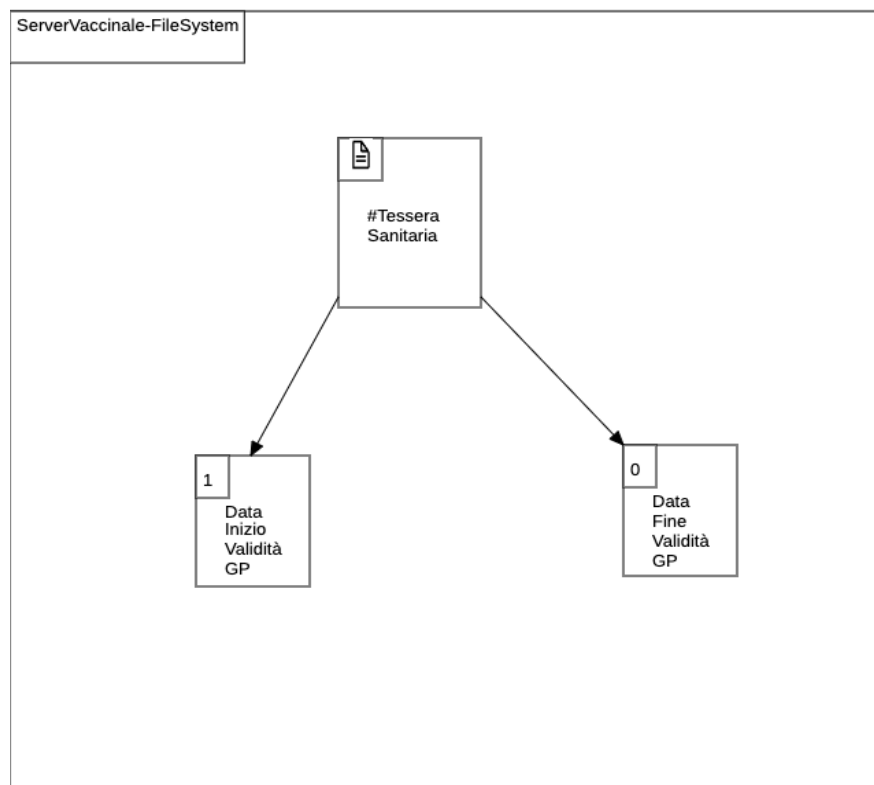 ServerVaccinale-FileSystem
#Tessera
Sanitaria
1
Data
Inizio
Validità
GP
0
Data
Fine
Validità
GP